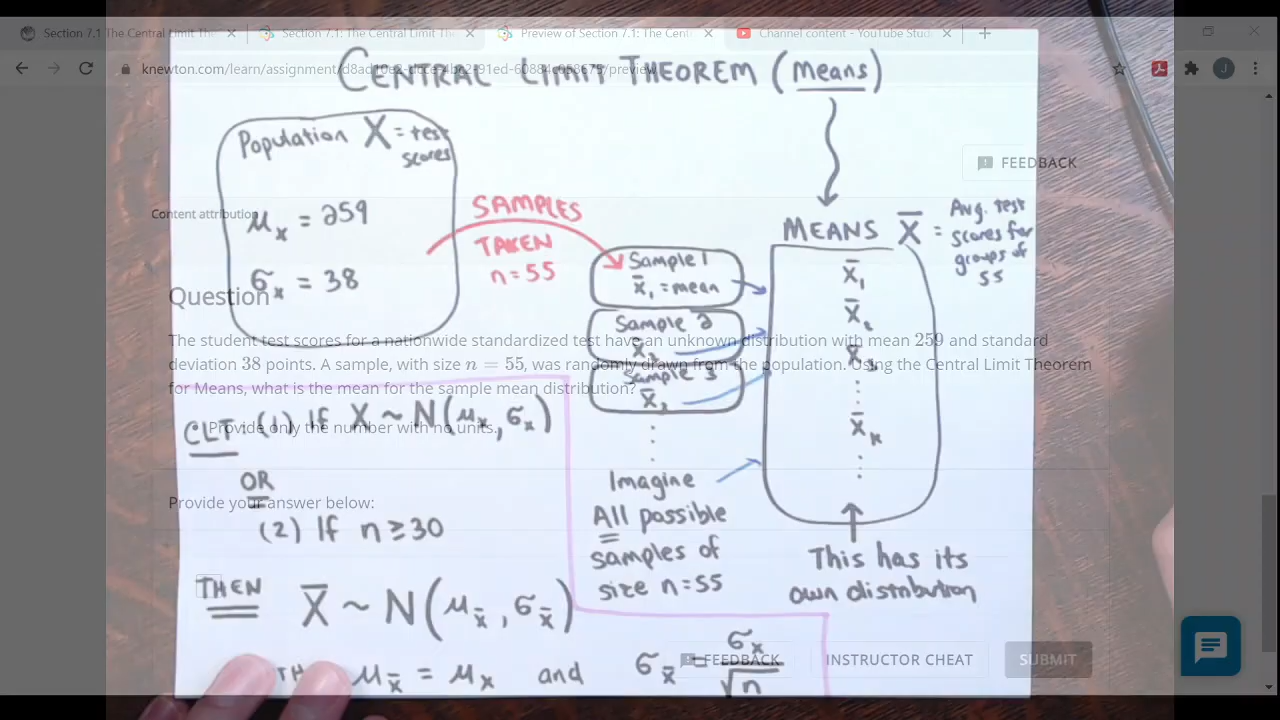 Section 7.1 The Central Limit Th
Section 7.1: The Central Limit Th
Preview of Section 7.1: The Cent
Channel content - YouTube Stud
CENTRAL LIMIT THEOREM (Means)
J
FEEDBACK
Content attribution
Population X = test scores
μx = 259
σx = 38
SAMPLES
TAKEN
n = 55
Sample 1
x̄₁ = mean
Sample 2
x̄₂
Sample 3
x̄₃
Imagine
All possible
samples of
size n=55
MEANS X̄ = Avg. test
scores for
groups of
55
x̄₁
x̄₂
x̄₃
x̄k
This has its
own distribution
Question
The student test scores for a nationwide standardized test have an unknown distribution with mean 259 and standard
deviation 38 points. A sample, with size n = 55, was randomly drawn from the population. Using the Central Limit Theorem
for Means, what is the mean for the sample mean distribution?
Provide only the number with no units.
Provide your answer below:
CLT: (1) If X ~ N(μx, σx)
OR
(2) If n ≥ 30
THEN X̄ ~ N(μx̄, σx̄)
μx̄ = μx and σx̄ = σx/√n
FEEDBACK
INSTRUCTOR CHEAT
SUBMIT